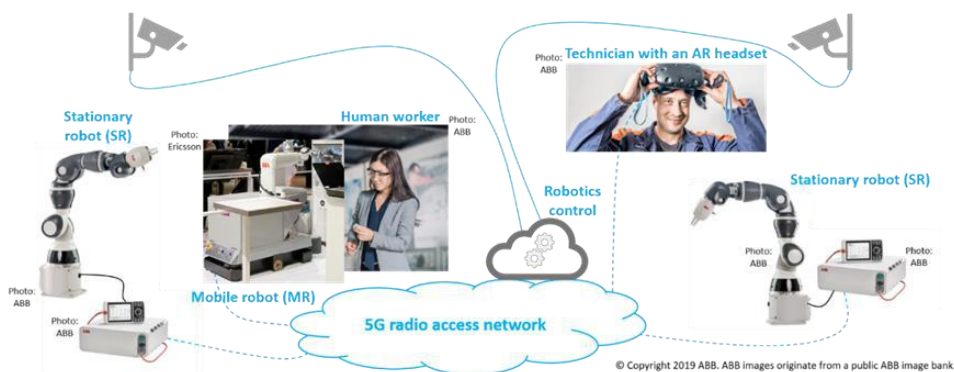 Photo:
ABB
Technician with an AR headset
Stationary
robot (SR)
Photo:
Ericsson
Human worker
Photo:
ABB
Robotics
control
Stationary robot (SR)
Photo:
ABB
Photo:
ABB
Photo:
ABB
Photo:
ABB
Mobile robot (MR)
5G radio access network
© Copyright 2019 ABB. ABB images originate from a public ABB image bank